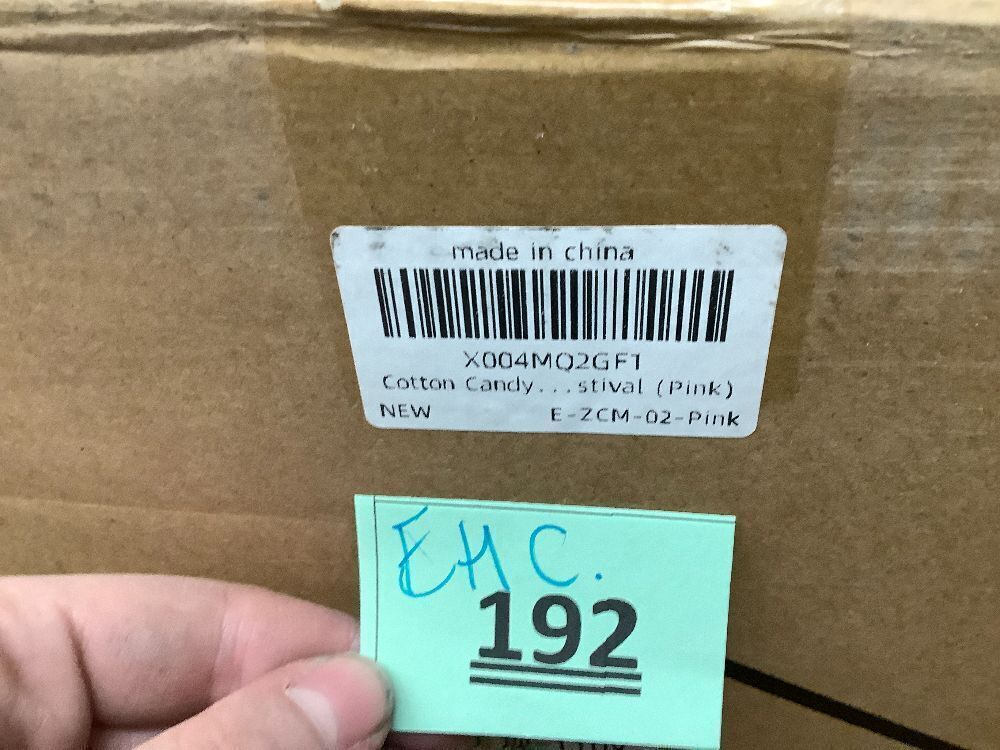 made in china
X004MQ2GF1
Cotton Candy...stival (Pink)
NEW E-ZCM-02-Pink
EHC.
192